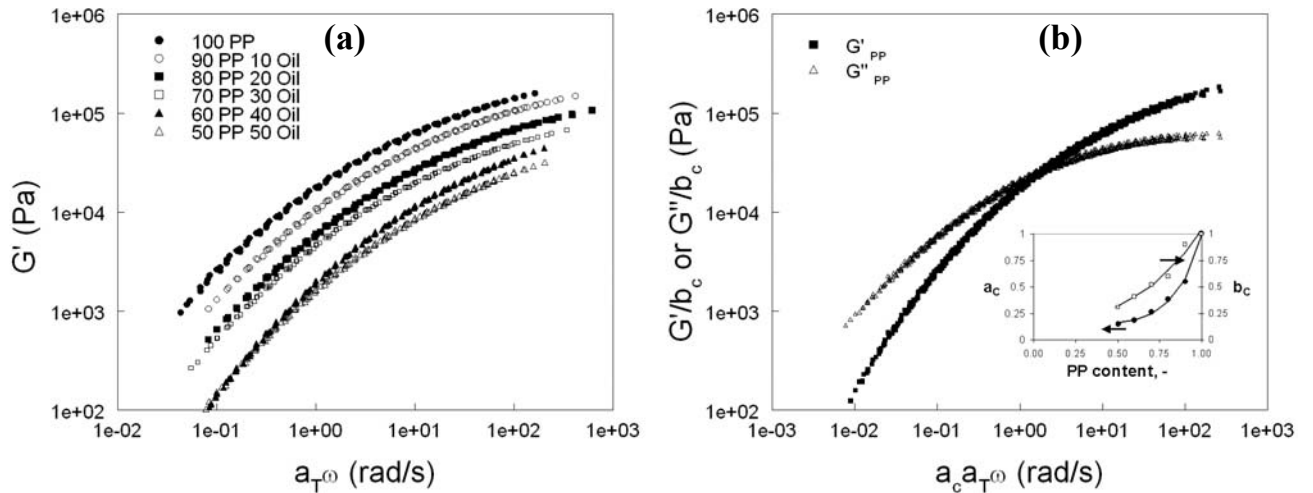 (a)
1e+06
1e+05
1e+04
1e+03
1e+02
G' (Pa)
100 PP
90 PP 10 Oil
80 PP 20 Oil
70 PP 30 Oil
60 PP 40 Oil
50 PP 50 Oil
1e-02 1e-01 1e+00 1e+01 1e+02 1e+03
aTω (rad/s)
(b)
1e+06
1e+05
1e+04
1e+03
1e+02
G'/bc or G''/bc (Pa)
G'PP
G''PP
1 1
0.75 0.75
ac bc
0.5 0.5
0.25 0.25
0 0
0.00 0.25 0.50 0.75 1.00
PP content, -
1e-03 1e-02 1e-01 1e+00 1e+01 1e+02 1e+03
acaTω (rad/s)